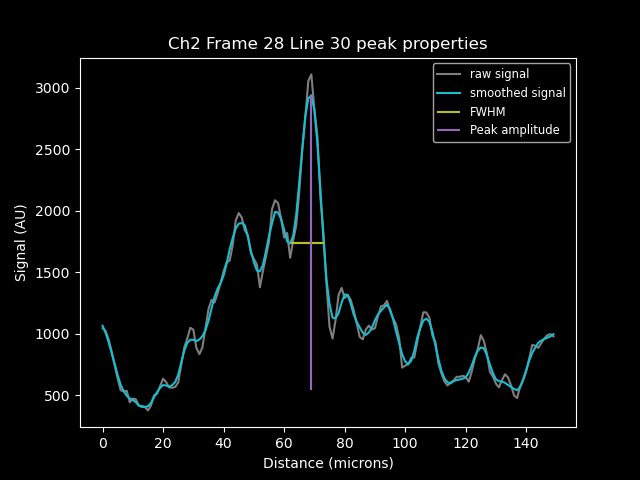 Ch2 Frame 28 Line 30 peak properties
raw signal
smoothed signal
FWHM
Peak amplitude
Signal (AU)
3000
2500
2000
1500
1000
500
0 20 40 60 80 100 120 140
Distance (microns)